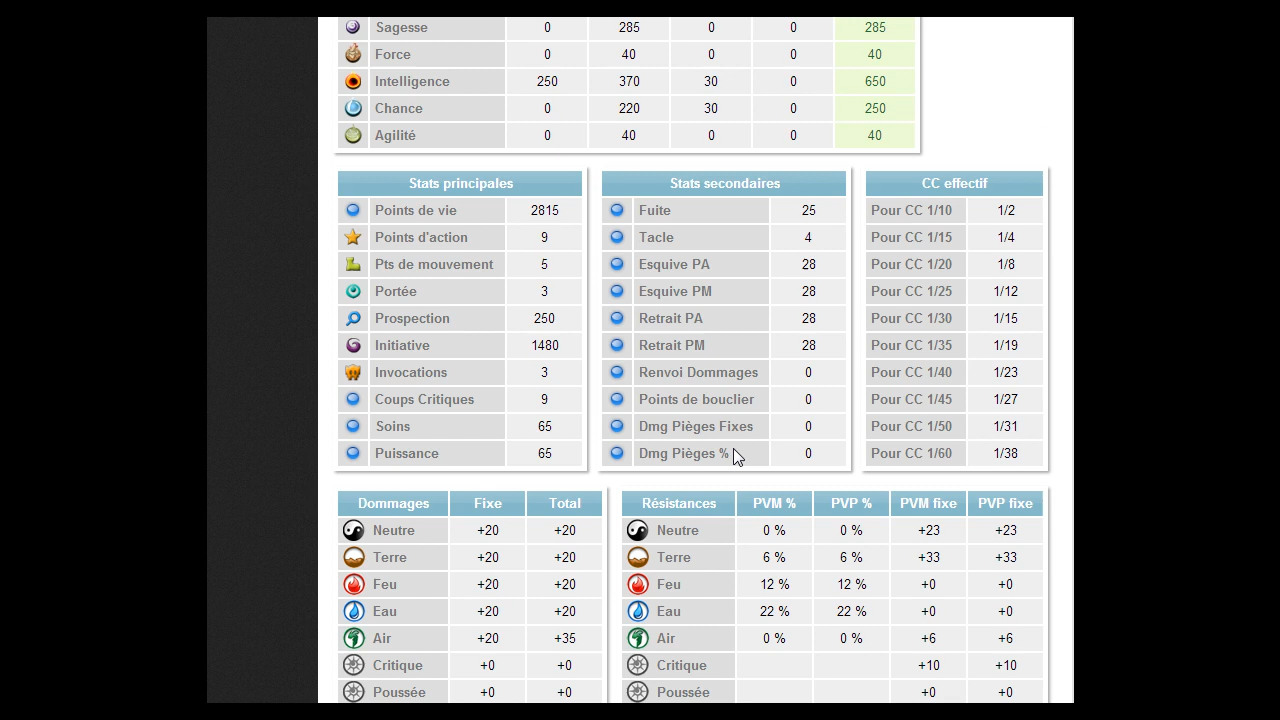 Sagesse 0 285 0 0 285
Force 0 40 0 0 40
Intelligence 250 370 30 0 650
Chance 0 220 30 0 250
Agilité 0 40 0 0 40
Stats principales
Points de vie 2815
Points d'action 9
Pts de mouvement 5
Portée 3
Prospection 250
Initiative 1480
Invocations 3
Coups Critiques 9
Soins 65
Puissance 65
Stats secondaires
Fuite 25
Tacle 4
Esquive PA 28
Esquive PM 28
Retrait PA 28
Retrait PM 28
Renvoi Dommages 0
Points de bouclier 0
Dmg Pièges Fixes 0
Dmg Pièges % 0
CC effectif
Pour CC 1/10 1/2
Pour CC 1/15 1/4
Pour CC 1/20 1/8
Pour CC 1/25 1/12
Pour CC 1/30 1/15
Pour CC 1/35 1/19
Pour CC 1/40 1/23
Pour CC 1/45 1/27
Pour CC 1/50 1/31
Pour CC 1/60 1/38
Dommages Fixe Total
Neutre +20 +20
Terre +20 +20
Feu +20 +20
Eau +20 +20
Air +20 +35
Critique +0 +0
Poussée +0 +0
Résistances PVM % PVP % PVM fixe PVP fixe
Neutre 0 % 0 % +23 +23
Terre 6 % 6 % +33 +33
Feu 12 % 12 % +0 +0
Eau 22 % 22 % +0 +0
Air 0 % 0 % +6 +6
Critique +10 +10
Poussée +0 +0